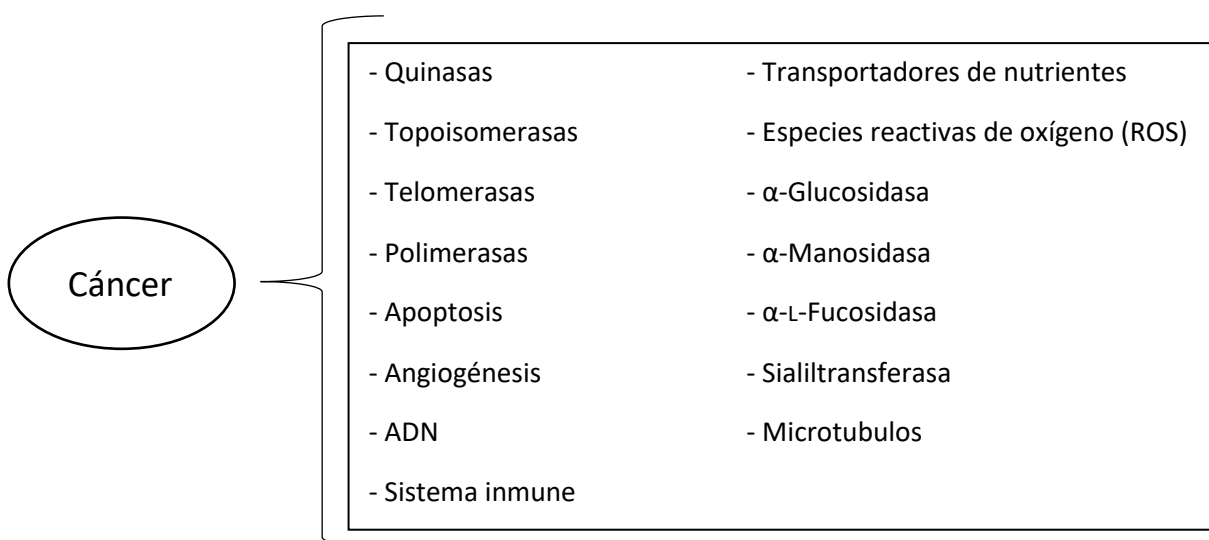 Cáncer
- Quinasas
- Topoisomerasas
- Telomerasas
- Polimerasas
- Apoptosis
- Angiogénesis
- ADN
- Sistema inmune
- Transportadores de nutrientes
- Especies reactivas de oxígeno (ROS)
- α-Glucosidasa
- α-Manosidasa
- α-L-Fucosidasa
- Sialiltransferasa
- Microtubulos